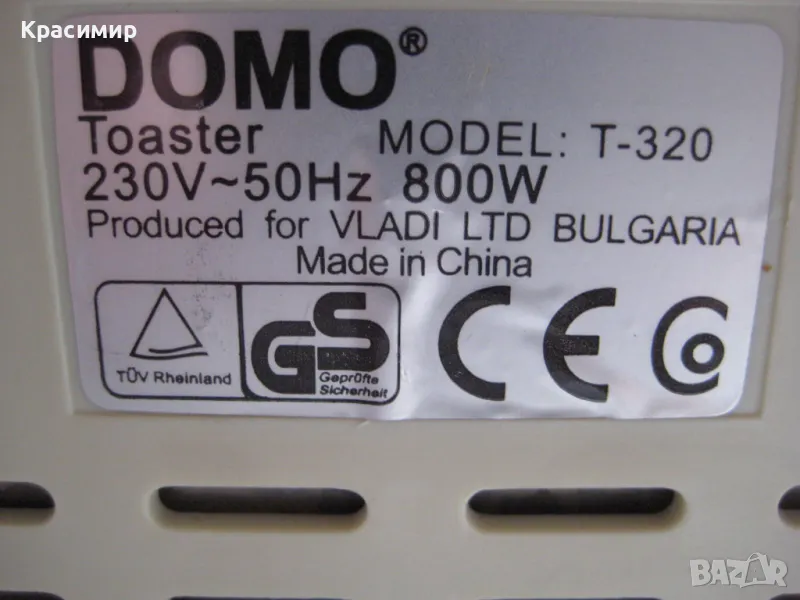 Красимир
DOMO®
Toaster MODEL: T-320
230V~50Hz 800W
Produced for VLADI LTD BULGARIA
Made in China
TÜV Rheinland
GS
Geprüfte
Sicherheit
CE
BAZAR